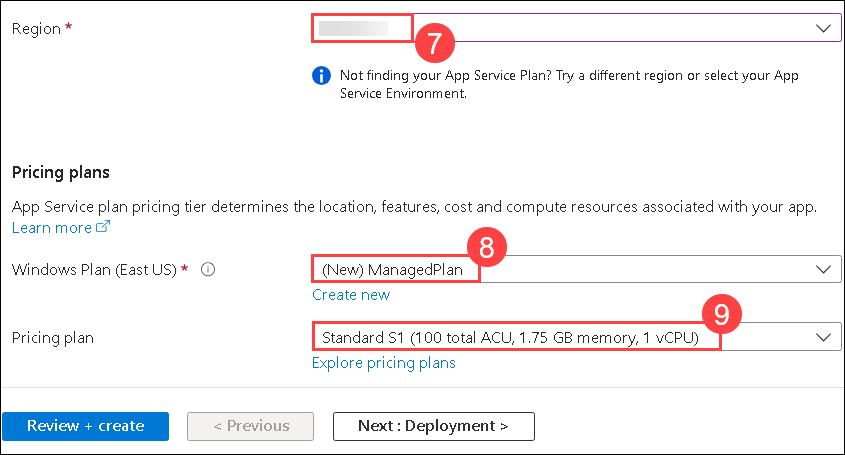 Region *
7
Not finding your App Service Plan? Try a different region or select your App
Service Environment.
Pricing plans
App Service plan pricing tier determines the location, features, cost and compute resources associated with your app.
Learn more
8
Windows Plan (East US) *
(New) ManagedPlan
Create new
9
Pricing plan
Standard S1 (100 total ACU, 1.75 GB memory, 1 vCPU)
Explore pricing plans
Review + create
< Previous
Next : Deployment >